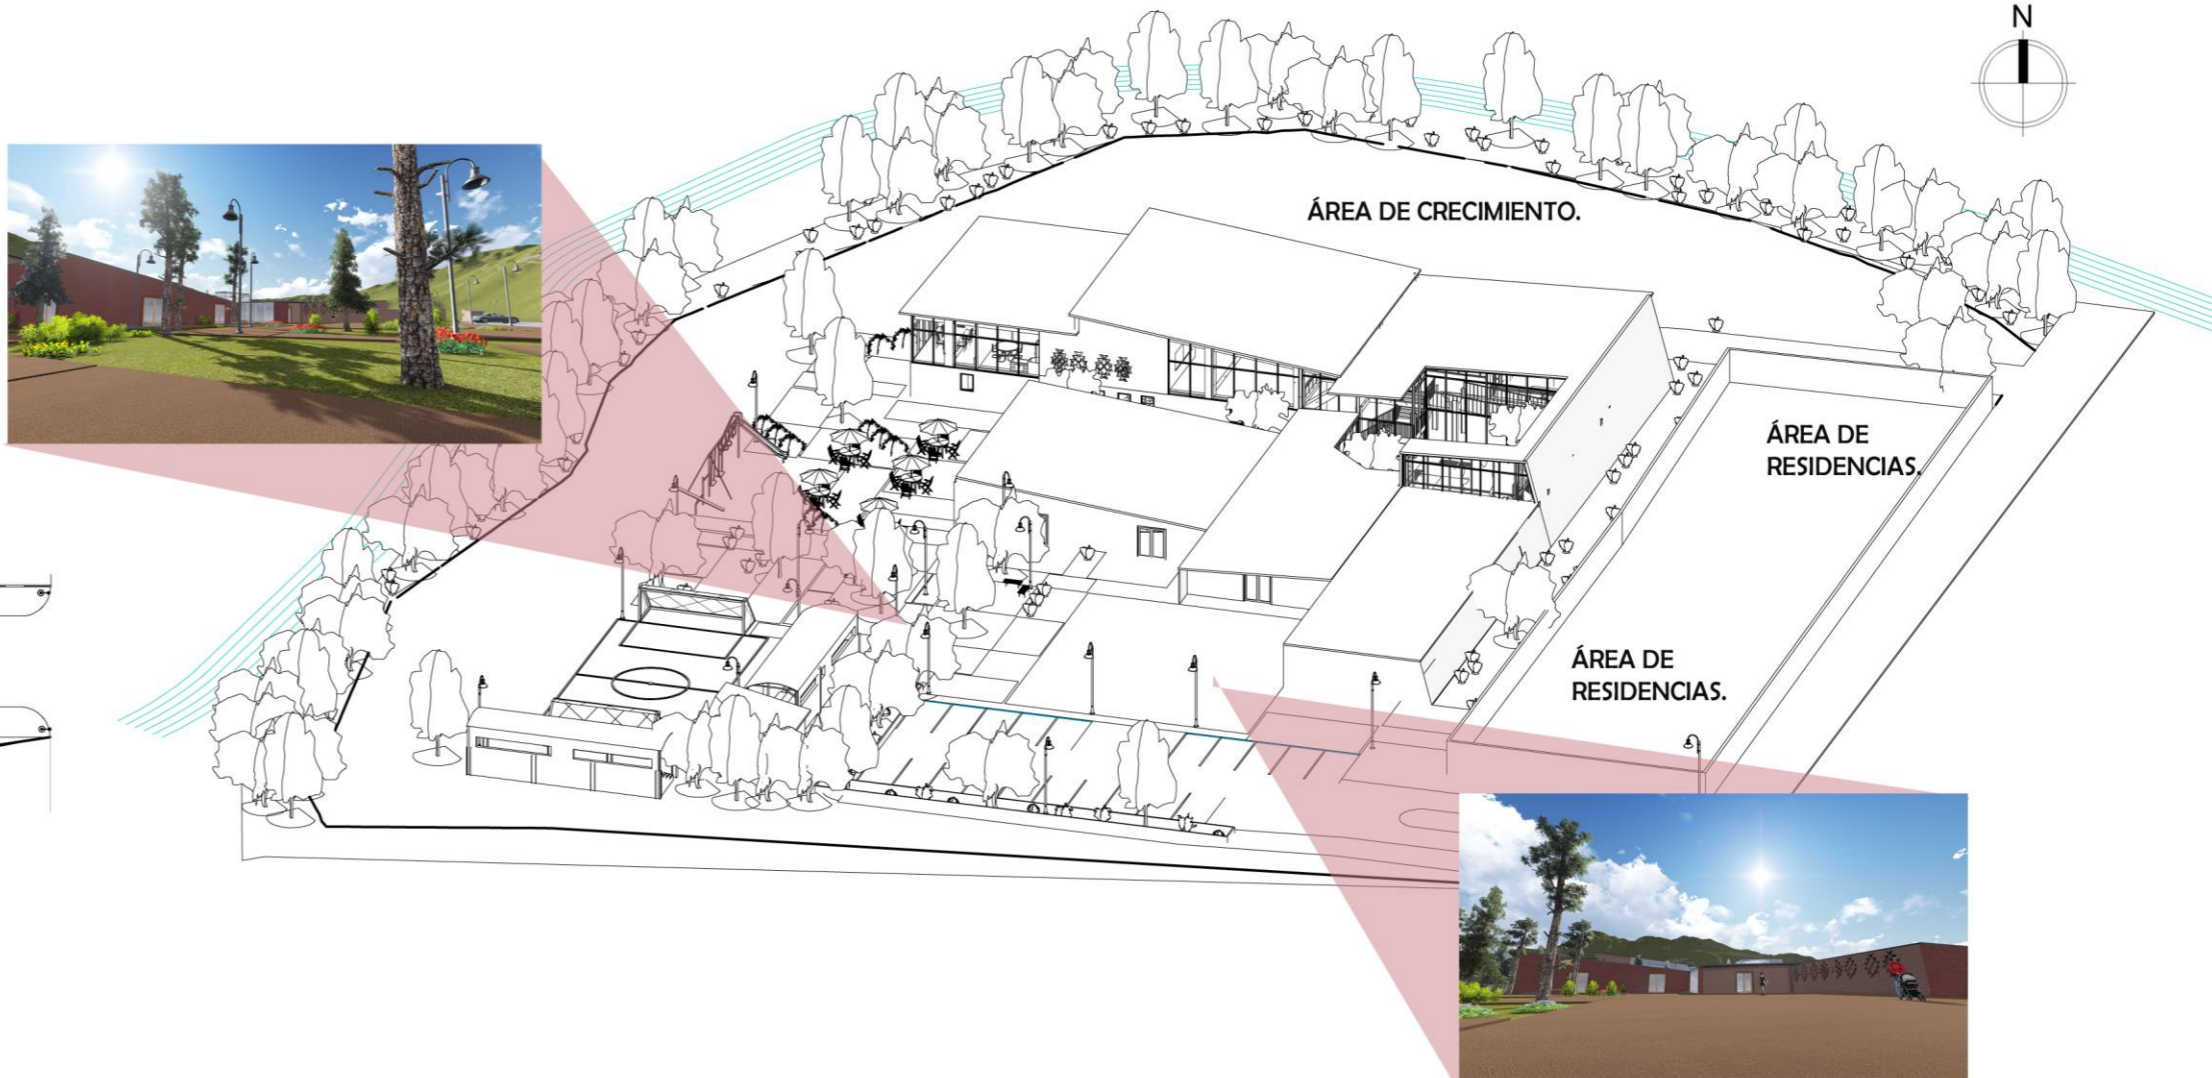 N
ÁREA DE CRECIMIENTO.
ÁREA DE
RESIDENCIAS.
ÁREA DE
RESIDENCIAS.